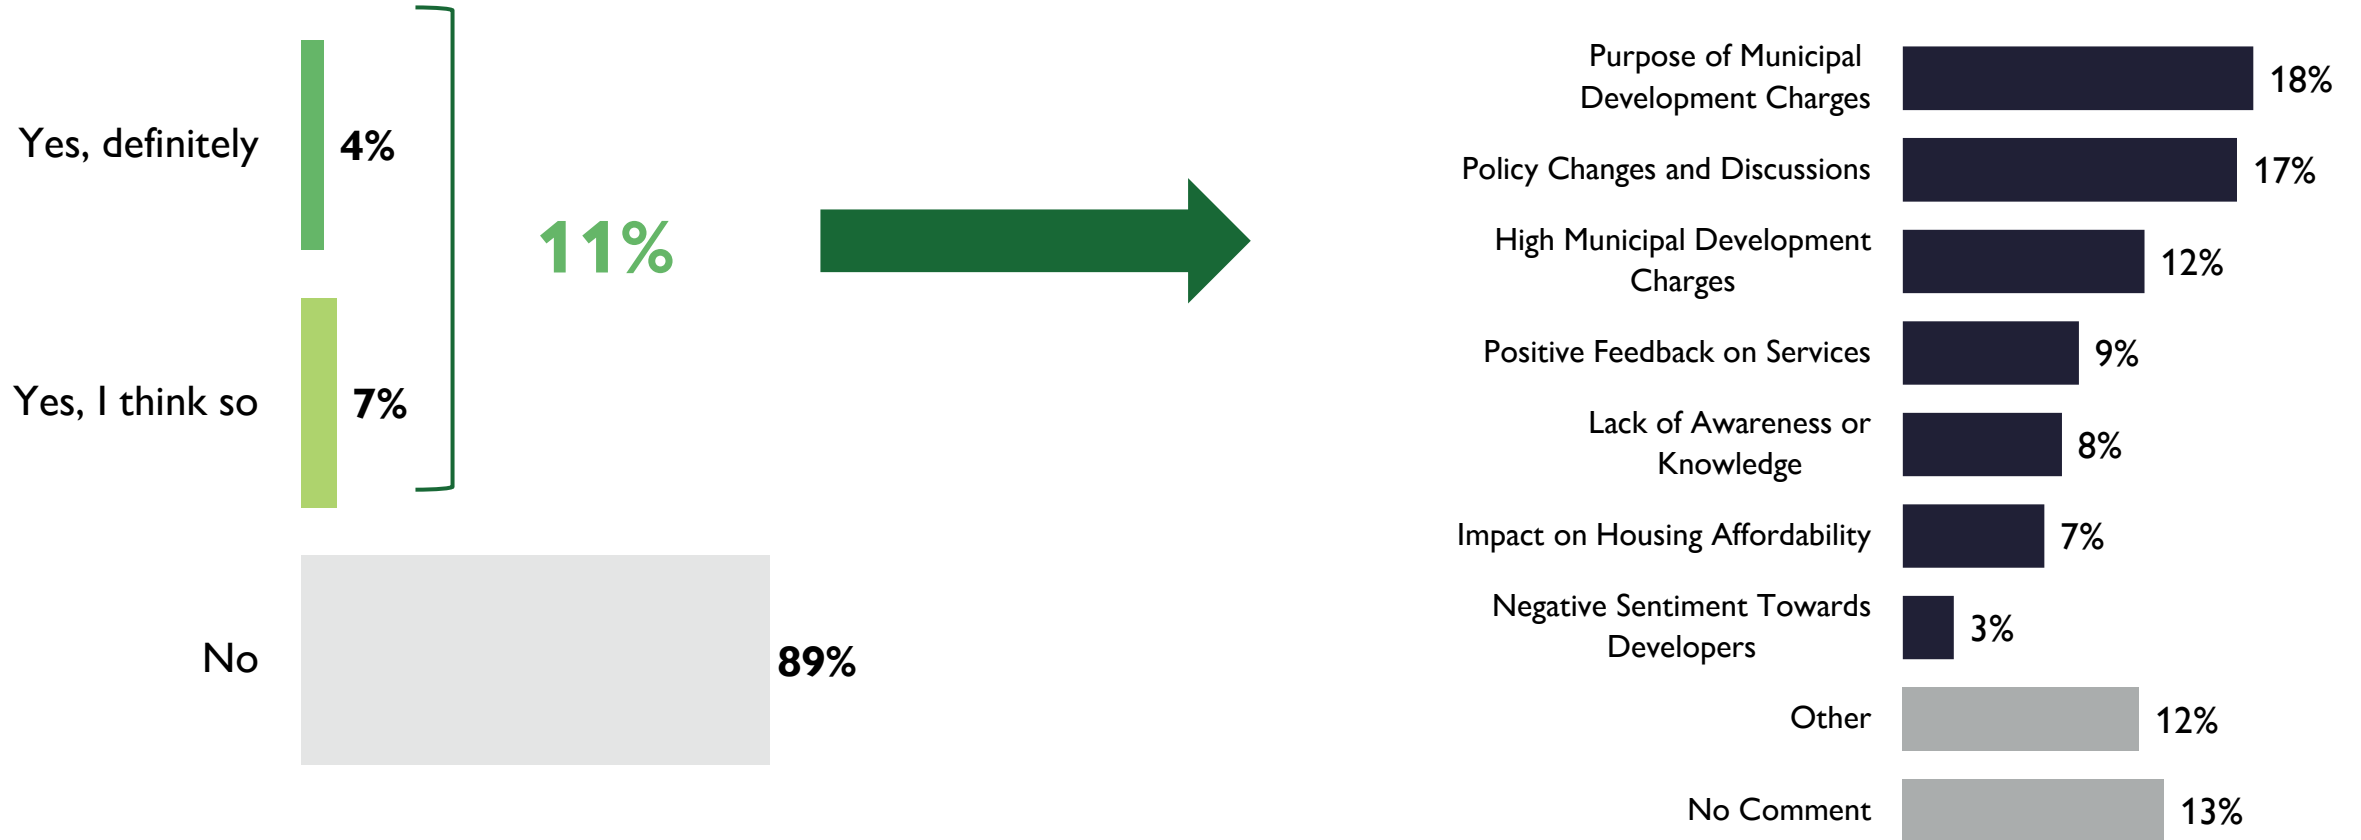 Yes, definitely
4%
Yes, I think so
7%
11%
No
89%
Purpose of Municipal
Development Charges
18%
Policy Changes and Discussions
17%
High Municipal Development
Charges
12%
Positive Feedback on Services
9%
Lack of Awareness or
Knowledge
8%
Impact on Housing Affordability
7%
Negative Sentiment Towards
Developers
3%
Other
12%
No Comment
13%